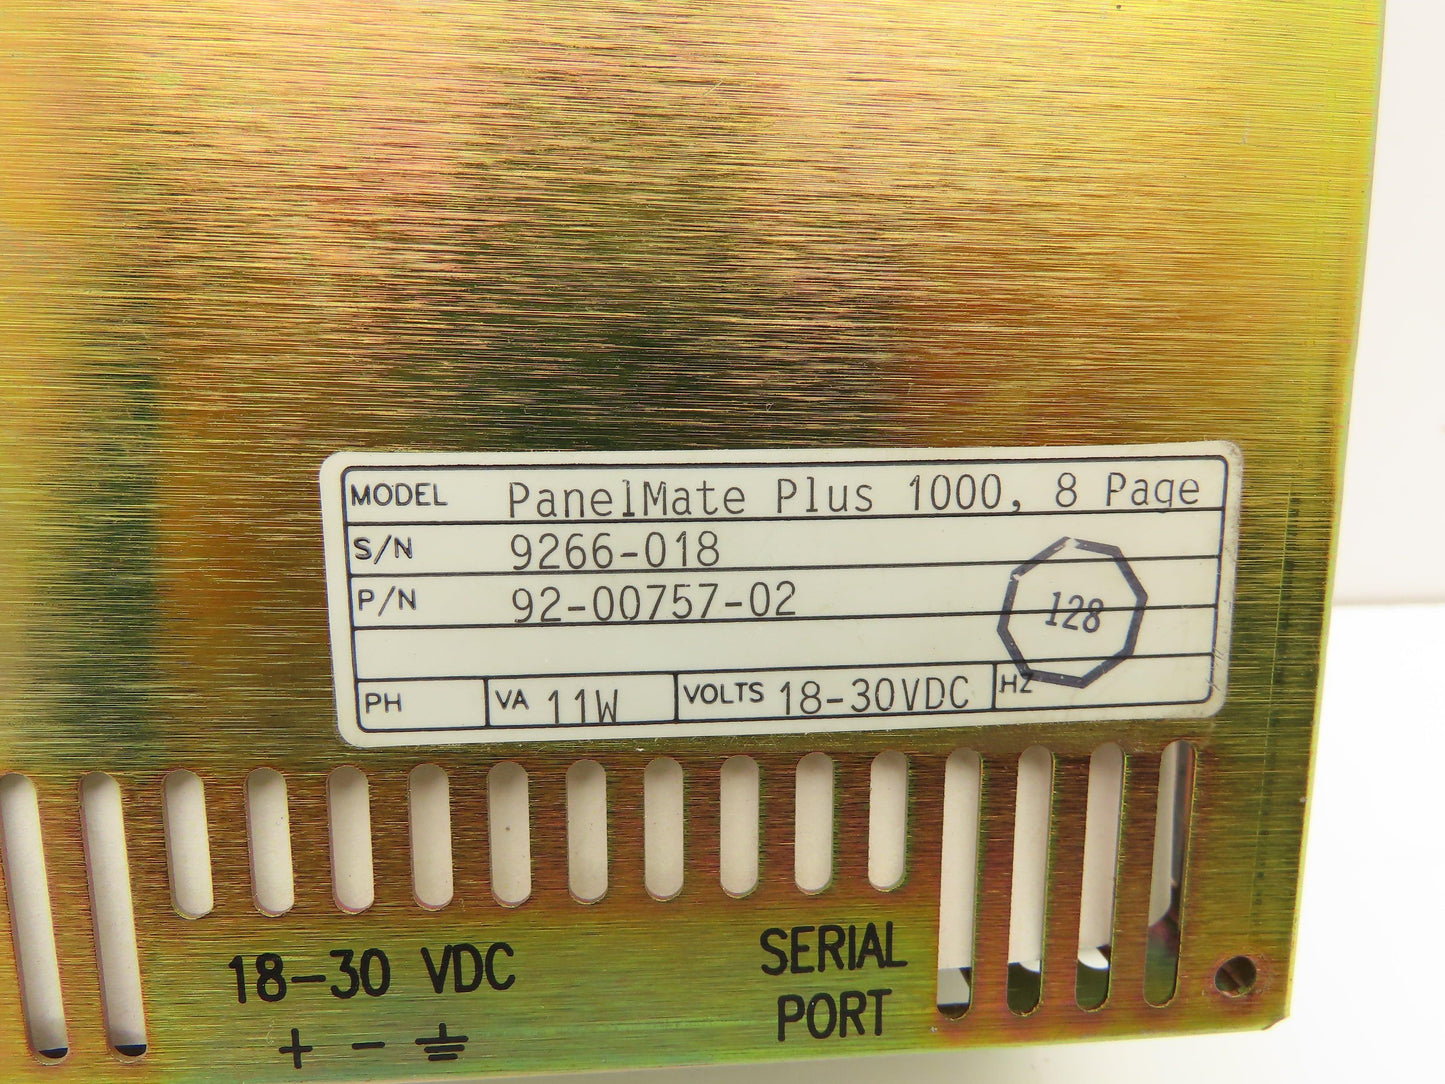 MODEL PanelMate Plus 1000, 8 Page
S/N 9266-018
P/N 92-00757-02
128
PH VA 11W VOLTS 18-30VDC HZ
18-30 VDC
+ - ⏚
SERIAL
PORT